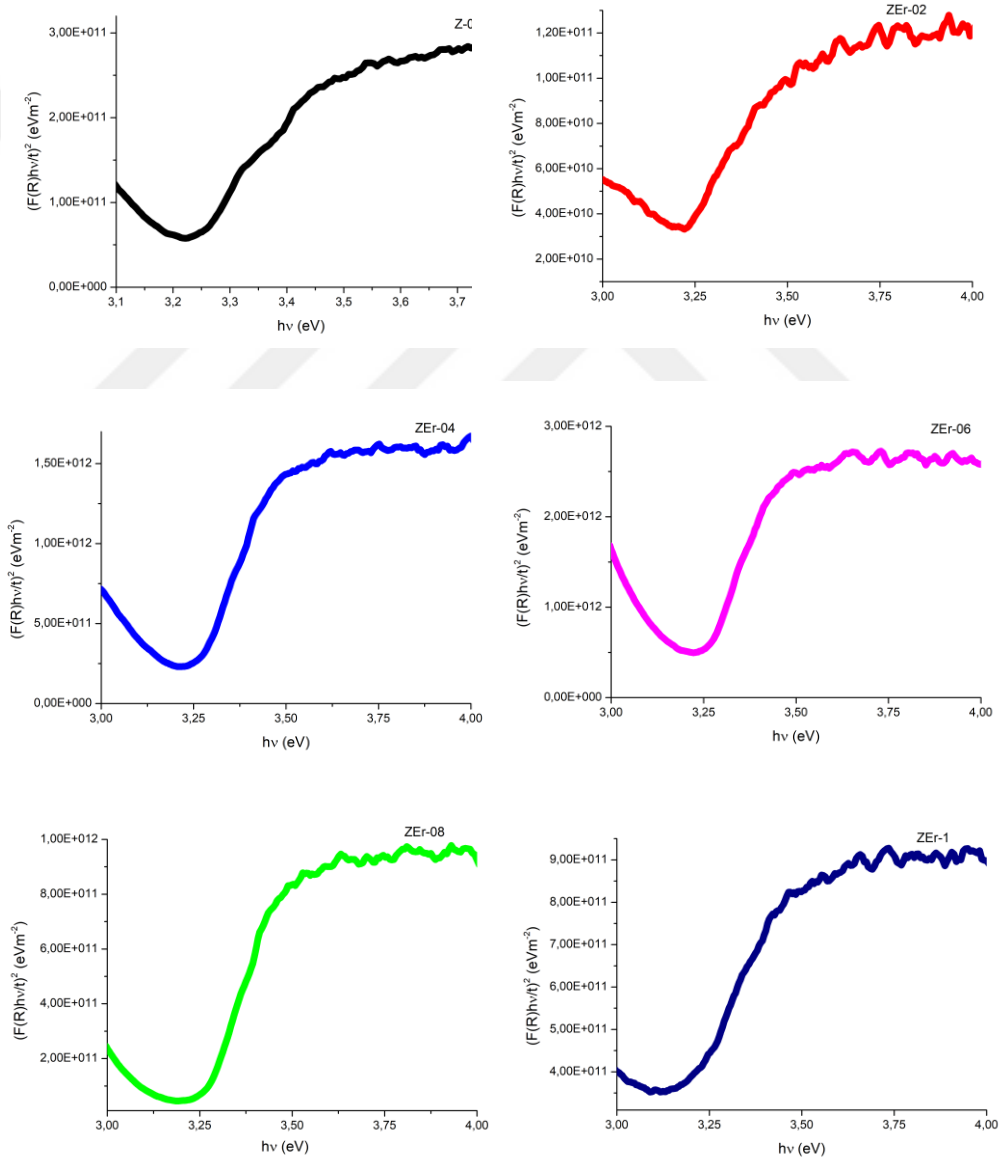 Z-0
3,00E+011
2,00E+011
1,00E+011
0,00E+000
(F(R)hν/t)² (eVm⁻²)
3,1 3,2 3,3 3,4 3,5 3,6 3,7
hν (eV)
ZEr-02
1,20E+011
1,00E+011
8,00E+010
6,00E+010
4,00E+010
2,00E+010
(F(R)hν/t)² (eVm⁻²)
3,00 3,25 3,50 3,75 4,00
hν (eV)
ZEr-04
1,50E+012
1,00E+012
5,00E+011
0,00E+000
(F(R)hν/t)² (eVm⁻²)
3,00 3,25 3,50 3,75 4,00
hν (eV)
ZEr-06
3,00E+012
2,00E+012
1,00E+012
0,00E+000
(F(R)hν/t)² (eVm⁻²)
3,00 3,25 3,50 3,75 4,00
hν (eV)
ZEr-08
1,00E+012
8,00E+011
6,00E+011
4,00E+011
2,00E+011
(F(R)hν/t)² (eVm⁻²)
3,00 3,25 3,50 3,75 4,00
hν (eV)
ZEr-1
9,00E+011
8,00E+011
7,00E+011
6,00E+011
5,00E+011
4,00E+011
(F(R)hν/t)² (eVm⁻²)
3,00 3,25 3,50 3,75 4,00
hν (eV)